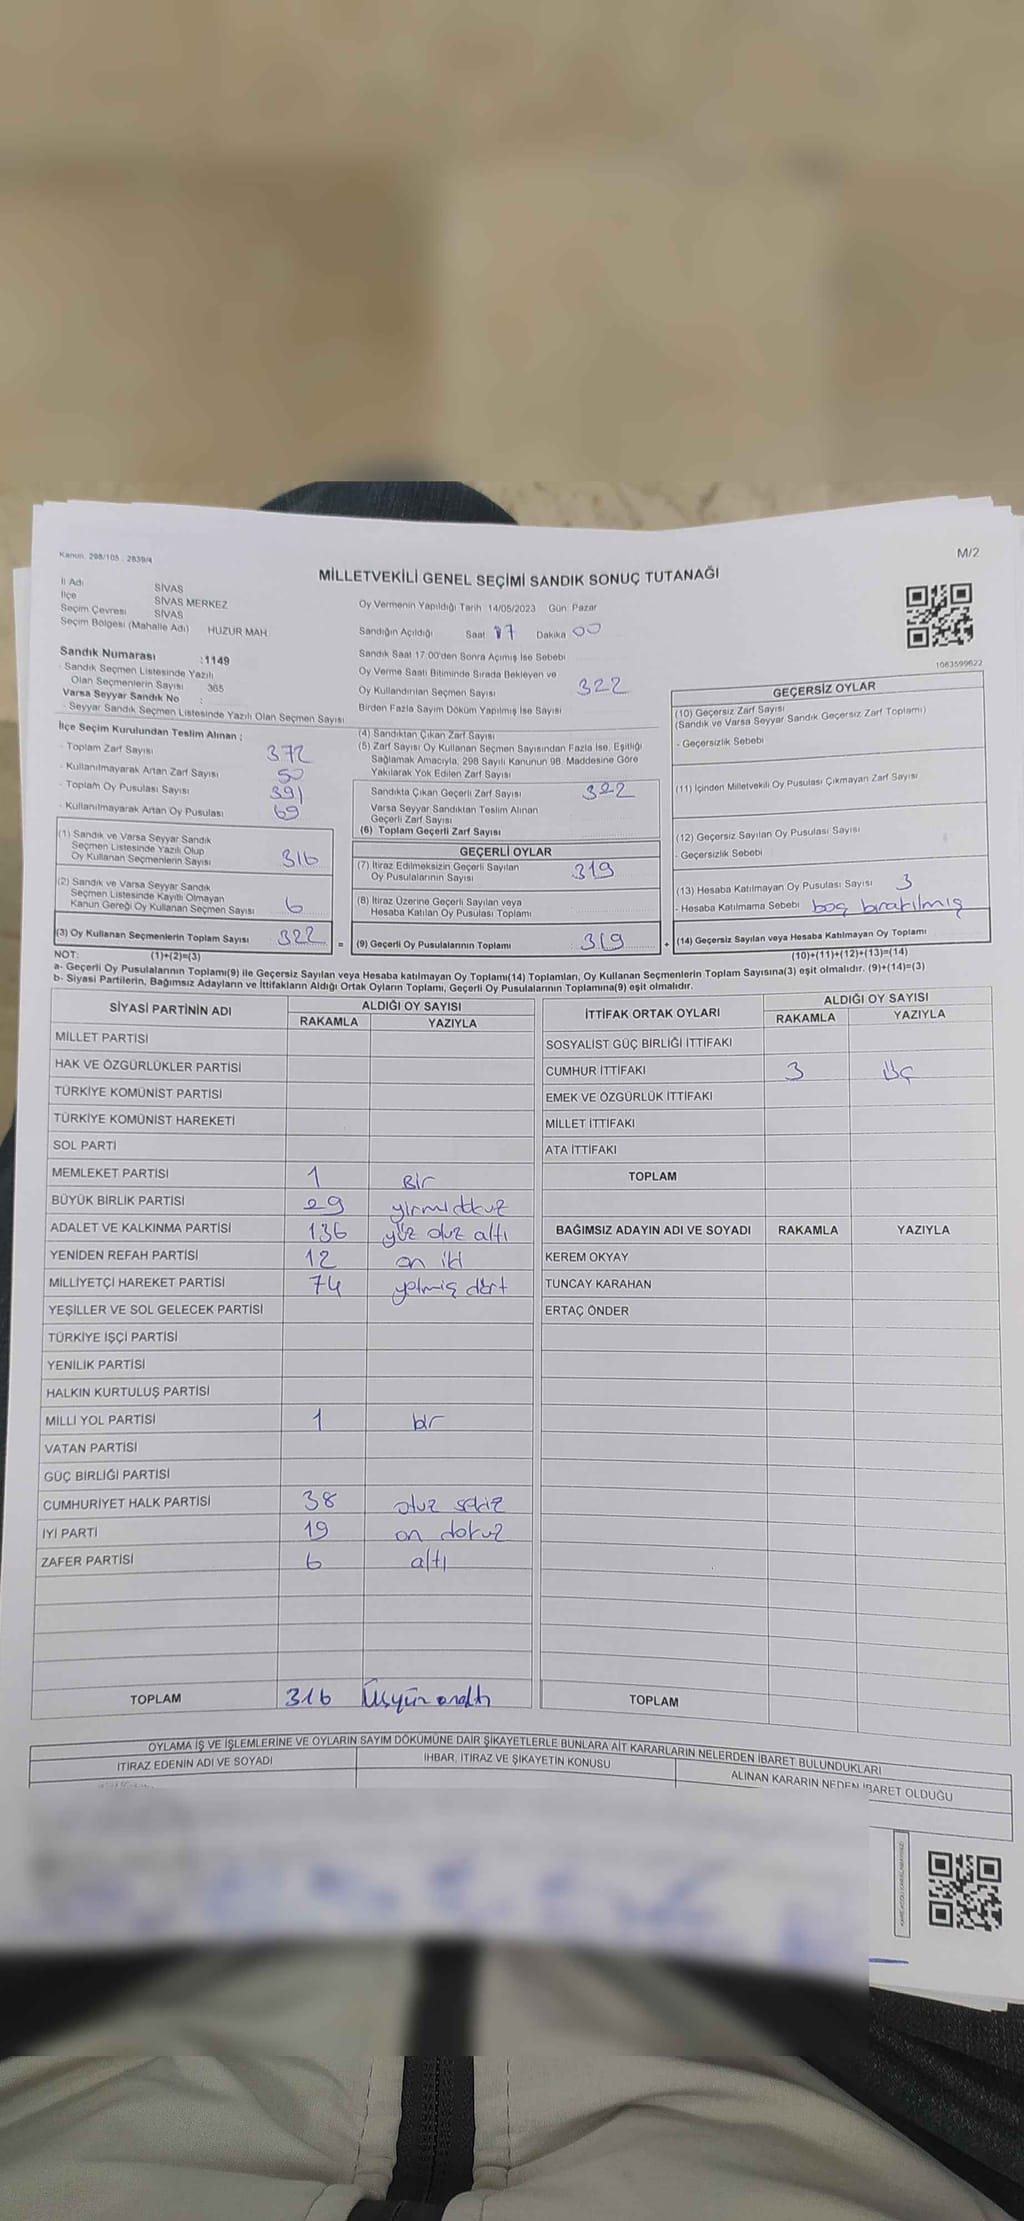 Kanun. 298/105 . 2839/4
M/2
MİLLETVEKİLİ GENEL SEÇİMİ SANDIK SONUÇ TUTANAĞI
İl Adı SİVAS
İlçe SİVAS MERKEZ
Seçim Çevresi SİVAS
Seçim Bölgesi (Mahalle Adı) HUZUR MAH.
Oy Vermenin Yapıldığı Tarih 14/05/2023 Gün: Pazar
Sandığın Açıldığı Saat 17 Dakika 00
Sandık Saat 17:00'den Sonra Açmış İse Sebebi
Oy Verme Saati Bitiminde Sırada Bekleyen ve
Oy Kullandırılan Seçmen Sayısı 322
Birden Fazla Sayım Döküm Yapılmış İse Sayısı
1063599622
Sandık Numarası :1149
- Sandık Seçmen Listesinde Yazılı
Olan Seçmenlerin Sayısı 365
Varsa Seyyar Sandık No :
- Seyyar Sandık Seçmen Listesinde Yazılı Olan Seçmen Sayısı
İlçe Seçim Kurulundan Teslim Alınan ;
- Toplam Zarf Sayısı 372
- Kullanılmayarak Artan Zarf Sayısı 50
- Toplam Oy Pusulası Sayısı 391
- Kullanılmayarak Artan Oy Pusulası 69
(1) Sandık ve Varsa Seyyar Sandık
Seçmen Listesinde Yazılı Olup
Oy Kullanan Seçmenlerin Sayısı 316
(2) Sandık ve Varsa Seyyar Sandık
Seçmen Listesinde Kayıtlı Olmayan
Kanun Gereği Oy Kullanan Seçmen Sayısı 6
(3) Oy Kullanan Seçmenlerin Toplam Sayısı 322
(4) Sandıktan Çıkan Zarf Sayısı
(5) Zarf Sayısı Oy Kullanan Seçmen Sayısından Fazla İse, Eşitliği
Sağlamak Amacıyla, 298 Sayılı Kanunun 98. Maddesine Göre
Yakılarak Yok Edilen Zarf Sayısı
Sandıkta Çıkan Geçerli Zarf Sayısı 322
Varsa Seyyar Sandıktan Teslim Alınan
Geçerli Zarf Sayısı
(6) Toplam Geçerli Zarf Sayısı
GEÇERLİ OYLAR
(7) İtiraz Edilmeksizin Geçerli Sayılan
Oy Pusulalarının Sayısı 319
(8) İtiraz Üzerine Geçerli Sayılan veya
Hesaba Katılan Oy Pusulası Toplamı
= (9) Geçerli Oy Pusulalarının Toplamı 319 +
GEÇERSİZ OYLAR
(10) Geçersiz Zarf Sayısı
(Sandık ve Varsa Seyyar Sandık Geçersiz Zarf Toplamı)
- Geçersizlik Sebebi
(11) İçinden Milletvekili Oy Pusulası Çıkmayan Zarf Sayısı
(12) Geçersiz Sayılan Oy Pusulası Sayısı
- Geçersizlik Sebebi
(13) Hesaba Katılmayan Oy Pusulası Sayısı 3
- Hesaba Katılmama Sebebi boş bırakılmış
(14) Geçersiz Sayılan veya Hesaba Katılmayan Oy Toplamı
NOT: (1)+(2)=(3) (10)+(11)+(12)+(13)=(14)
a- Geçerli Oy Pusulalarının Toplamı(9) ile Geçersiz Sayılan veya Hesaba katılmayan Oy Toplamı(14) Toplamları, Oy Kullanan Seçmenlerin Toplam Sayısına(3) eşit olmalıdır. (9)+(14)=(3)
b- Siyasi Partilerin, Bağımsız Adayların ve İttifakların Aldığı Ortak Oyların Toplamı, Geçerli Oy Pusulalarının Toplamına(9) eşit olmalıdır.
SİYASİ PARTİNİN ADI ALDIĞI OY SAYISI
RAKAMLA YAZIYLA
MİLLET PARTİSİ
HAK VE ÖZGÜRLÜKLER PARTİSİ
TÜRKİYE KOMÜNİST PARTİSİ
TÜRKİYE KOMÜNİST HAREKETİ
SOL PARTİ
MEMLEKET PARTİSİ 1 Bir
BÜYÜK BİRLİK PARTİSİ 29 yirmidokuz
ADALET VE KALKINMA PARTİSİ 136 yüz otuz altı
YENİDEN REFAH PARTİSİ 12 on iki
MİLLİYETÇİ HAREKET PARTİSİ 74 yetmiş dört
YEŞİLLER VE SOL GELECEK PARTİSİ
TÜRKİYE İŞÇİ PARTİSİ
YENİLİK PARTİSİ
HALKIN KURTULUŞ PARTİSİ
MİLLİ YOL PARTİSİ 1 bir
VATAN PARTİSİ
GÜÇ BİRLİĞİ PARTİSİ
CUMHURİYET HALK PARTİSİ 38 otuz sekiz
İYİ PARTİ 19 on dokuz
ZAFER PARTİSİ 6 altı
TOPLAM 316 üçyüz onaltı
İTTİFAK ORTAK OYLARI ALDIĞI OY SAYISI
RAKAMLA YAZIYLA
SOSYALİST GÜÇ BİRLİĞİ İTTİFAKI
CUMHUR İTTİFAKI 3 üç
EMEK VE ÖZGÜRLÜK İTTİFAKI
MİLLET İTTİFAKI
ATA İTTİFAKI
TOPLAM
BAĞIMSIZ ADAYIN ADI VE SOYADI RAKAMLA YAZIYLA
KEREM OKYAY
TUNCAY KARAHAN
ERTAÇ ÖNDER
TOPLAM
OYLAMA İŞ VE İŞLEMLERİNE VE OYLARIN SAYIM DÖKÜMÜNE DAİR ŞİKAYETLERLE BUNLARA AİT KARARLARIN NELERDEN İBARET BULUNDUKLARI
İTİRAZ EDENİN ADI VE SOYADI İHBAR, İTİRAZ VE ŞİKAYETİN KONUSU ALINAN KARARIN NEDEN İBARET OLDUĞU